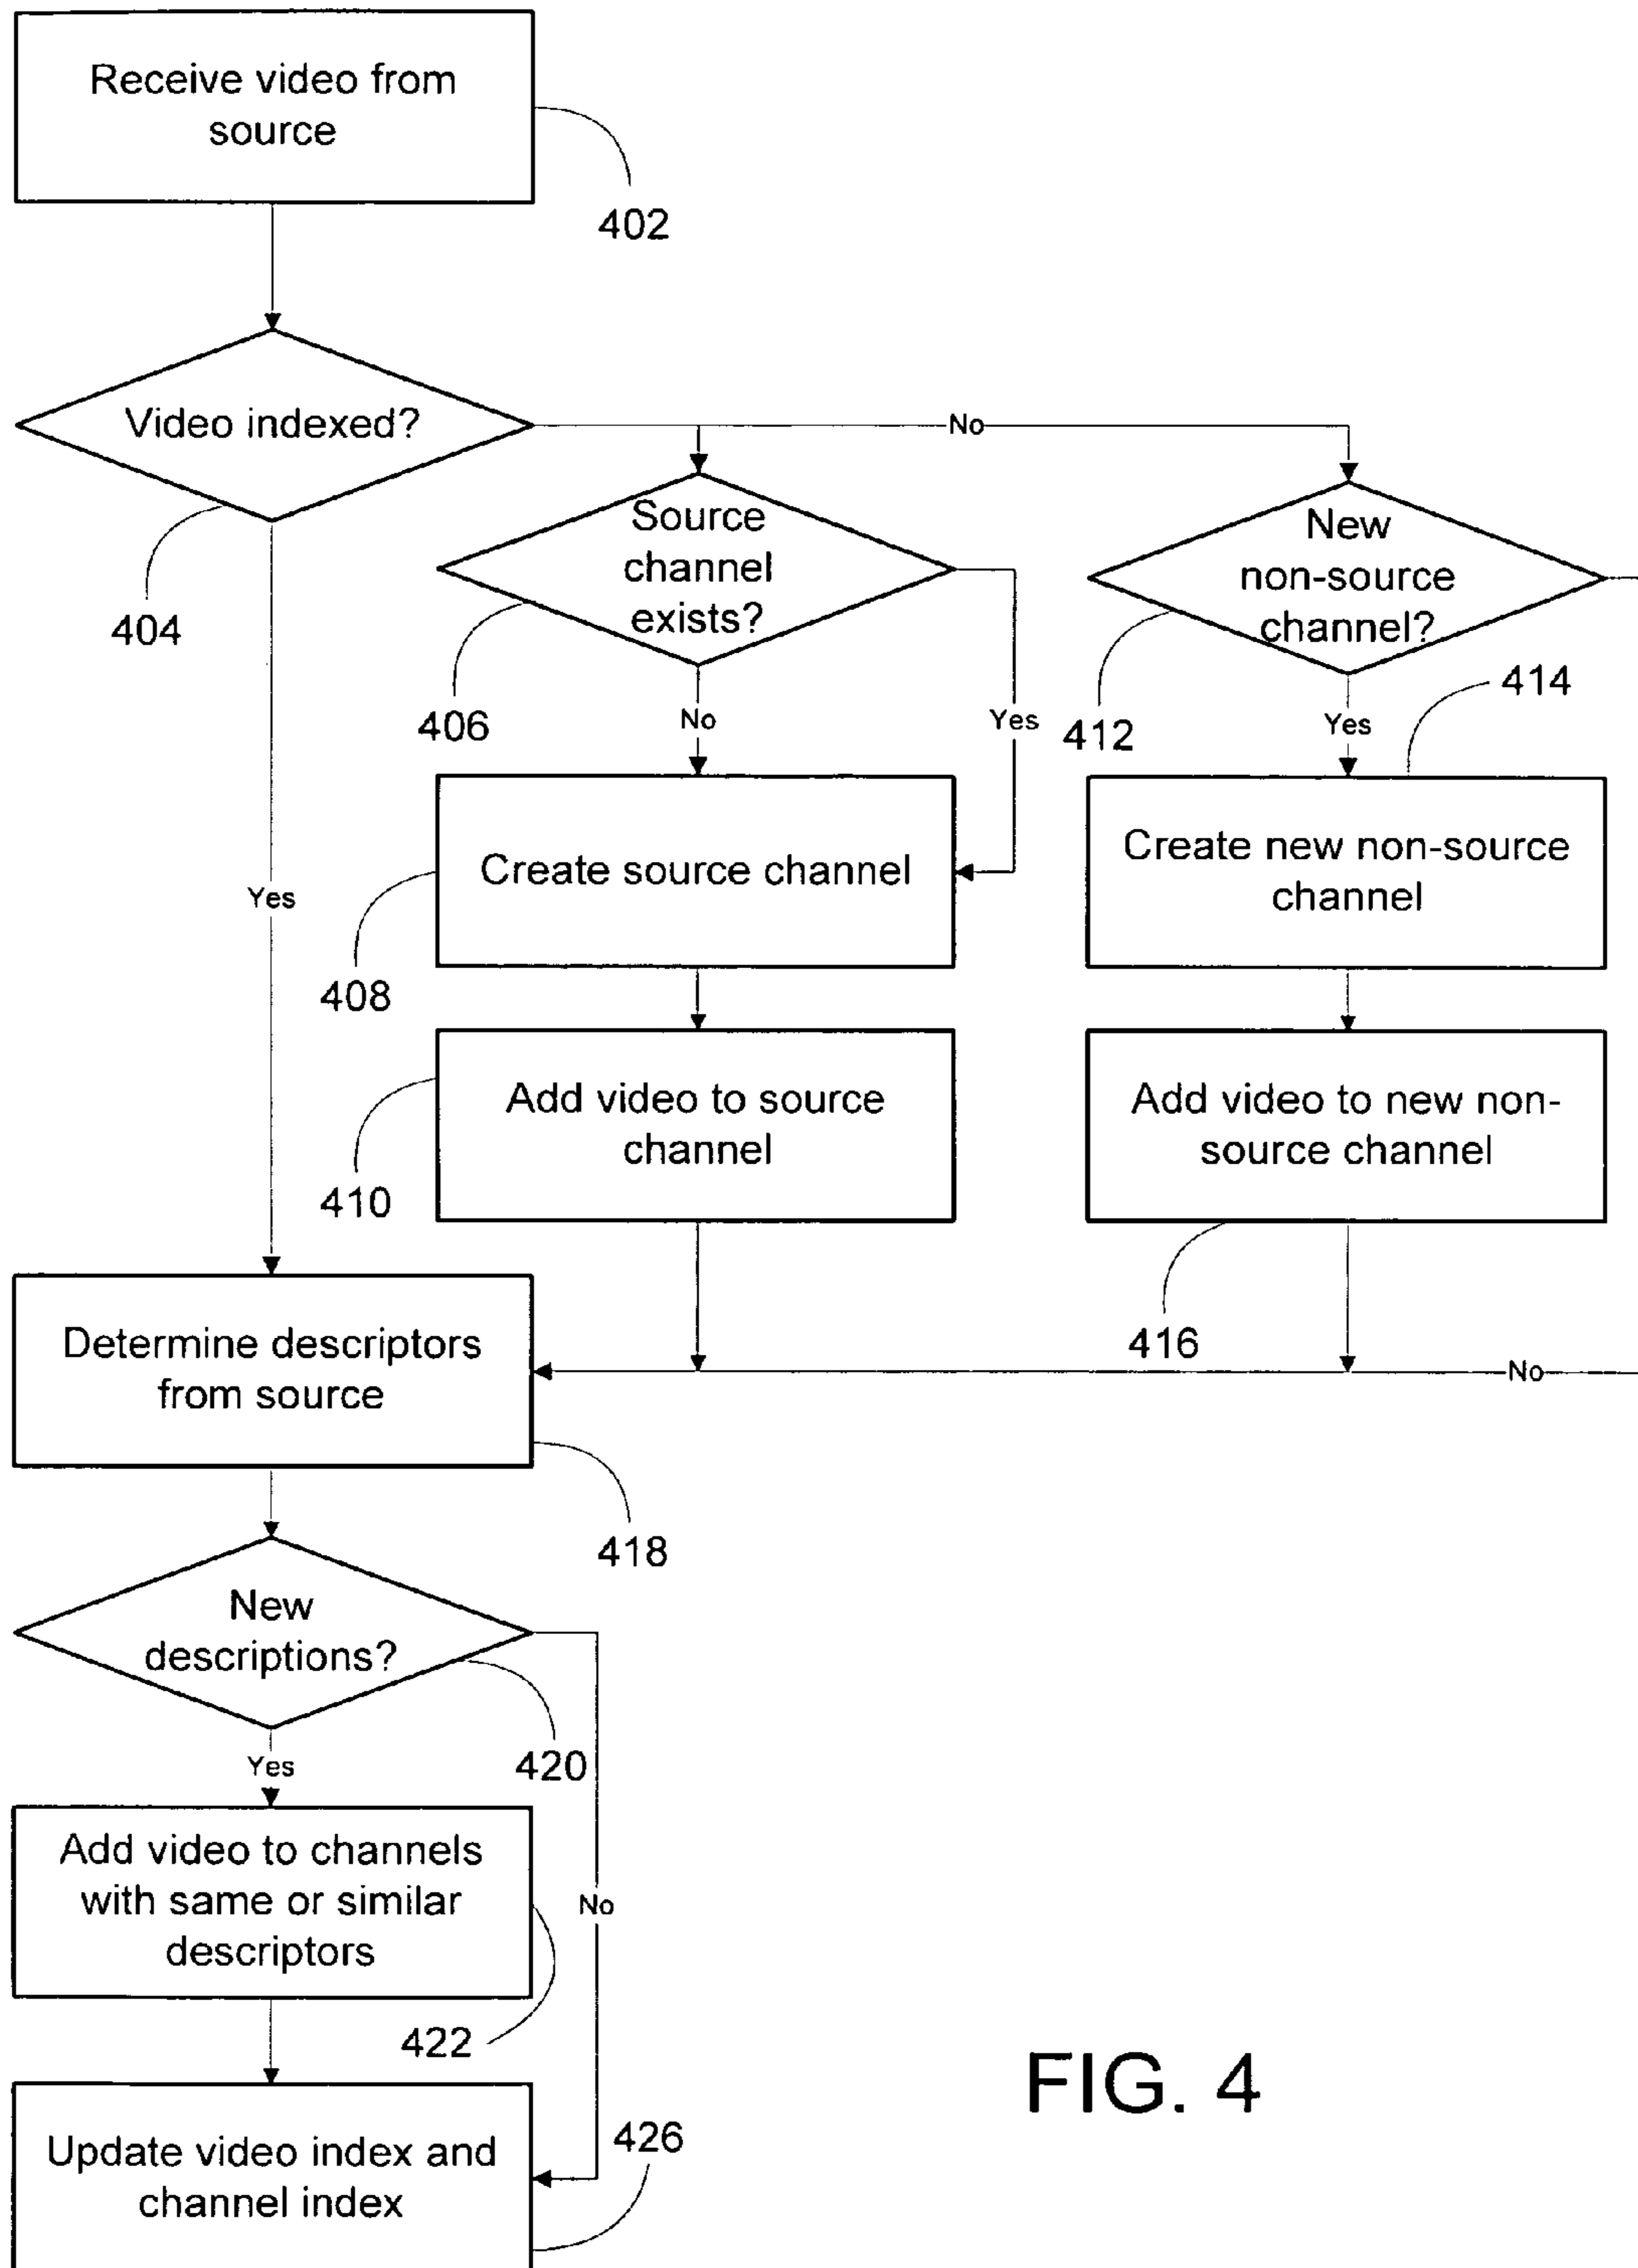 Receive video from
source
402
Video indexed?
No
404
Source
channel
exists?
406
No
Yes
New
non-source
channel?
412
Yes
414
Create source channel
408
Create new non-source
channel
Yes
Add video to source
channel
410
Add video to new non-
source channel
416
No
Determine descriptors
from source
418
New
descriptions?
420
Yes
No
Add video to channels
with same or similar
descriptors
422
Update video index and
channel index
426
FIG. 4